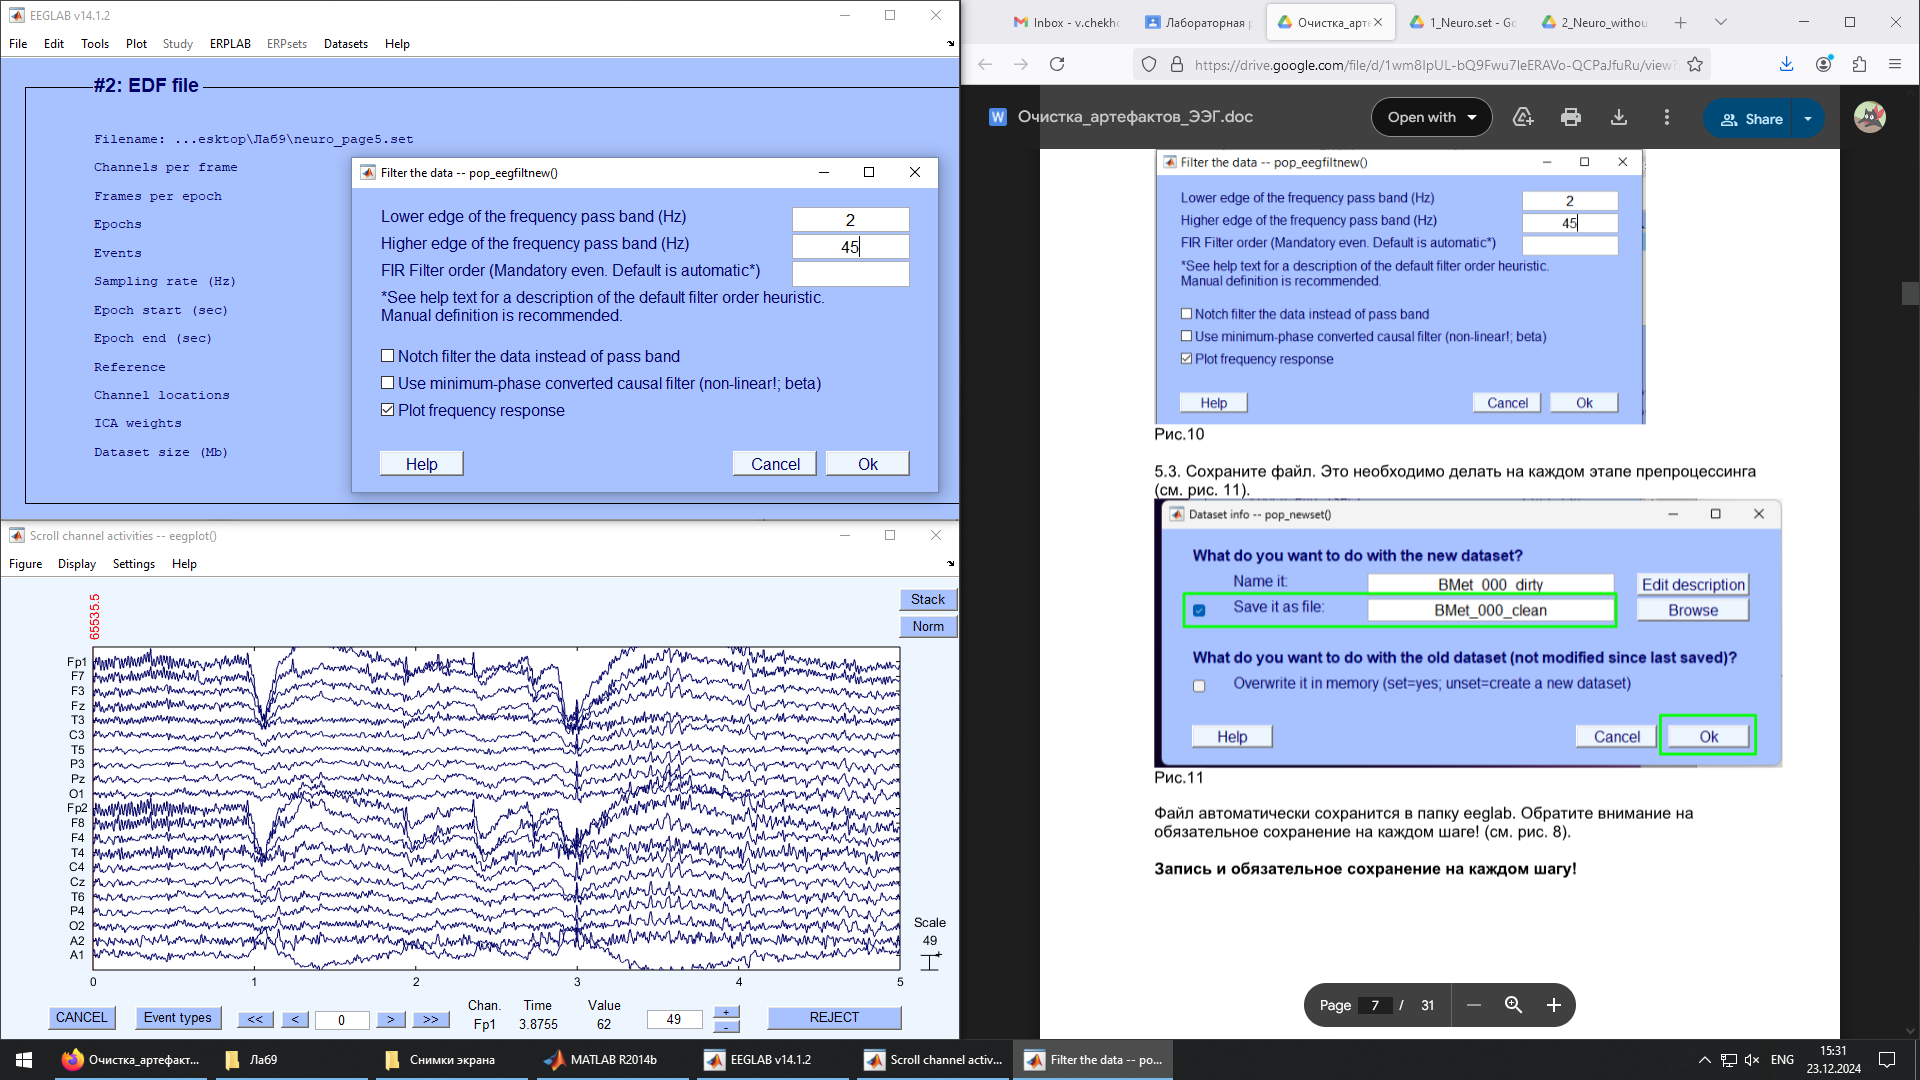 EEGLAB v14.1.2
File Edit Tools Plot Study ERPLAB ERPsets Datasets Help
#2: EDF file
Filename: ...esktop\Лаб9\neuro_page5.set
Channels per frame
Frames per epoch
Epochs
Events
Sampling rate (Hz)
Epoch start (sec)
Epoch end (sec)
Reference
Channel locations
ICA weights
Dataset size (Mb)
Filter the data -- pop_eegfiltnew()
Lower edge of the frequency pass band (Hz) 2
Higher edge of the frequency pass band (Hz) 45
FIR Filter order (Mandatory even. Default is automatic*)
*See help text for a description of the default filter order heuristic.
Manual definition is recommended.
Notch filter the data instead of pass band
Use minimum-phase converted causal filter (non-linear!; beta)
Plot frequency response
Help Cancel Ok
Scroll channel activities -- eegplot()
Figure Display Settings Help
65535.5
Stack
Norm
Fp1
F7
F3
Fz
T3
C3
T5
P3
Pz
O1
Fp2
F8
F4
T4
C4
Cz
T6
P4
O2
A2
A1
Scale
49
0 1 2 3 4 5
Chan. Time Value
CANCEL Event types << < 0 > >> Fp1 3.8755 62 49 + - REJECT
Inbox - v.chekh
Лабораторная р
Очистка_арте
1_Neuro.set - Go
2_Neuro_withou
https://drive.google.com/file/d/1wm8IpUL-bQ9Fwu7IeERAVo-QCPaJfuRu/view?
Очистка_артефактов_ЭЭГ.doc
Open with
Share
Filter the data -- pop_eegfiltnew()
Lower edge of the frequency pass band (Hz) 2
Higher edge of the frequency pass band (Hz) 45
FIR Filter order (Mandatory even. Default is automatic*)
*See help text for a description of the default filter order heuristic.
Manual definition is recommended.
Notch filter the data instead of pass band
Use minimum-phase converted causal filter (non-linear!; beta)
Plot frequency response
Help Cancel Ok
Рис.10
5.3. Сохраните файл. Это необходимо делать на каждом этапе препроцессинга
(см. рис. 11).
Dataset info -- pop_newset()
What do you want to do with the new dataset?
Name it: BMet_000_dirty Edit description
Save it as file: BMet_000_clean Browse
What do you want to do with the old dataset (not modified since last saved)?
Overwrite it in memory (set=yes; unset=create a new dataset)
Help Cancel Ok
Рис.11
Файл автоматически сохранится в папку eeglab. Обратите внимание на
обязательное сохранение на каждом шаге! (см. рис. 8).
Запись и обязательное сохранение на каждом шагу!
Page 7 / 31
Очистка_артефакт...
Лаб9
Снимки экрана
MATLAB R2014b
EEGLAB v14.1.2
Scroll channel activ...
Filter the data -- po...
ENG
15:31
23.12.2024